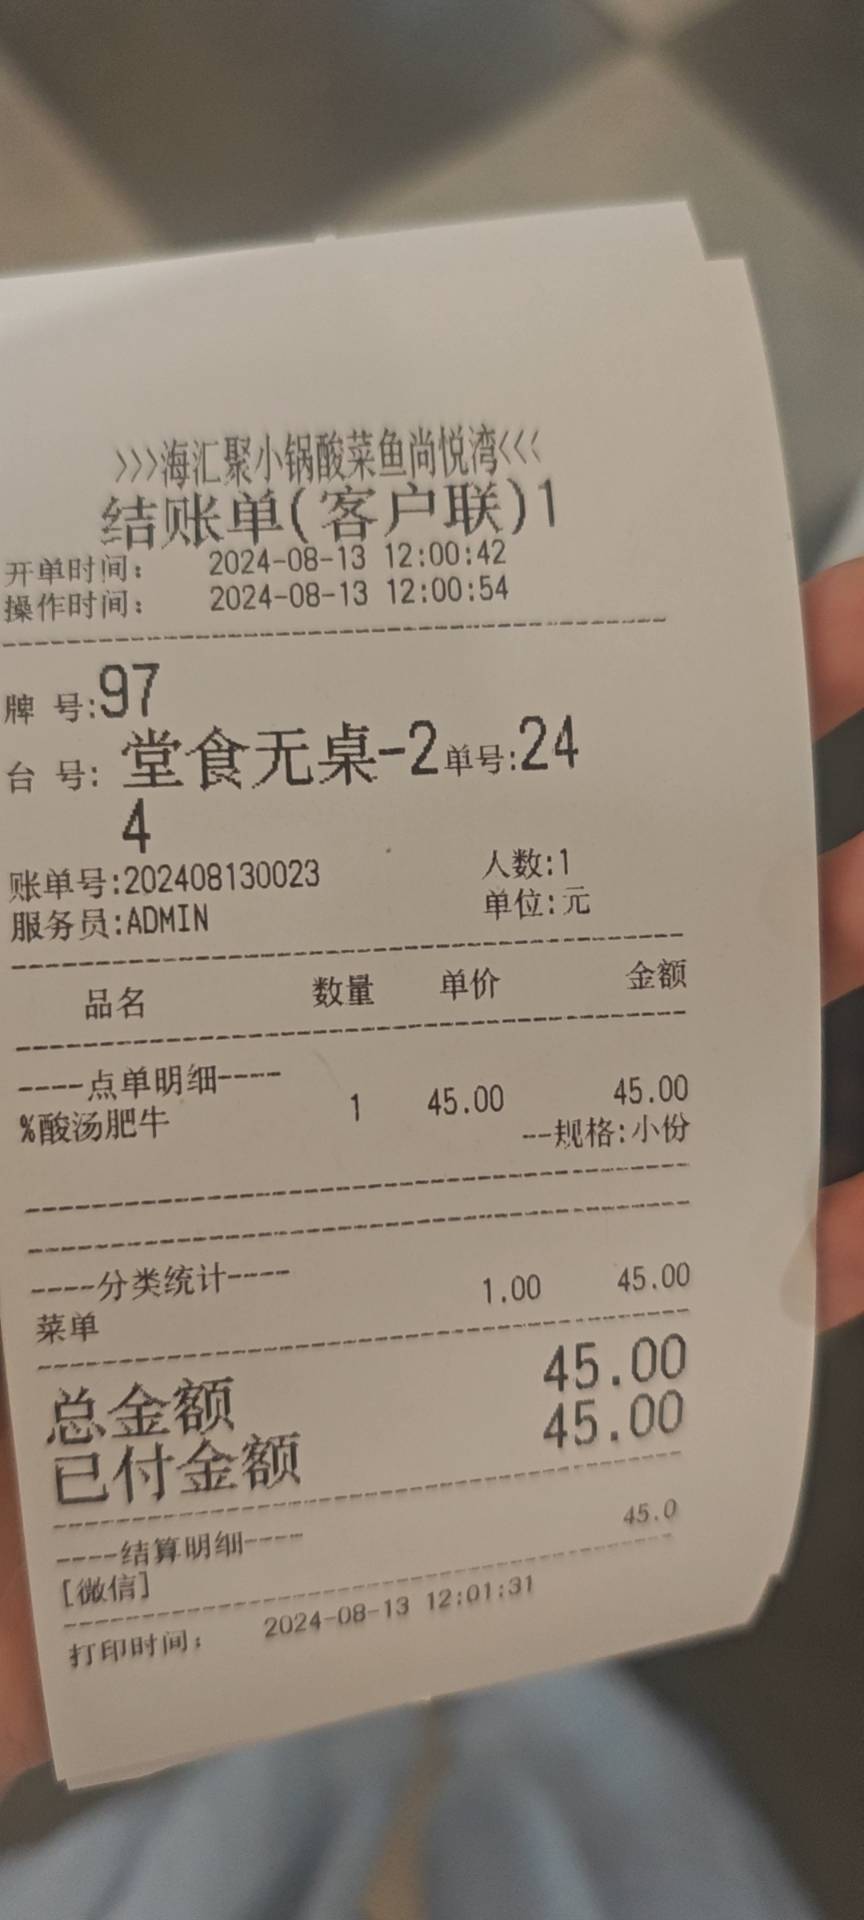 >>>海汇聚小锅酸菜鱼尚悦湾<<<
结账单(客户联)1
开单时间: 2024-08-13 12:00:42
操作时间: 2024-08-13 12:00:54
牌 号:97
台 号: 堂食无桌-2单号:24
4
账单号:202408130023 人数:1
服务员:ADMIN 单位:元
品名 数量 单价 金额
----点单明细----
%酸汤肥牛 1 45.00 45.00
--规格:小份
----分类统计----
菜单 1.00 45.00
总金额 45.00
已付金额 45.00
----结算明细----
[微信] 45.0
打印时间: 2024-08-13 12:01:31